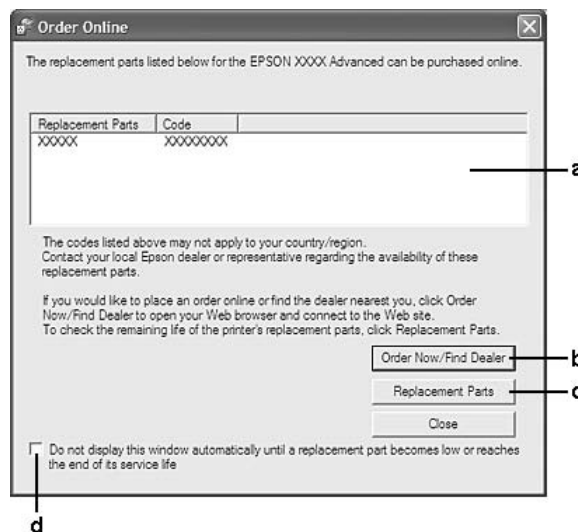 Order Online
The replacement parts listed below for the EPSON XXXX Advanced can be purchased online.
Replacement Parts Code
XXXXX XXXXXXXX
a
The codes listed above may not apply to your country/region.
Contact your local Epson dealer or representative regarding the availability of these
replacement parts.
If you would like to place an order online or find the dealer nearest you, click Order
Now/Find Dealer to open your Web browser and connect to the Web site.
To check the remaining life of the printer's replacement parts, click Replacement Parts.
Order Now/Find Dealer b
Replacement Parts c
Close
Do not display this window automatically until a replacement part becomes low or reaches
the end of its service life
d